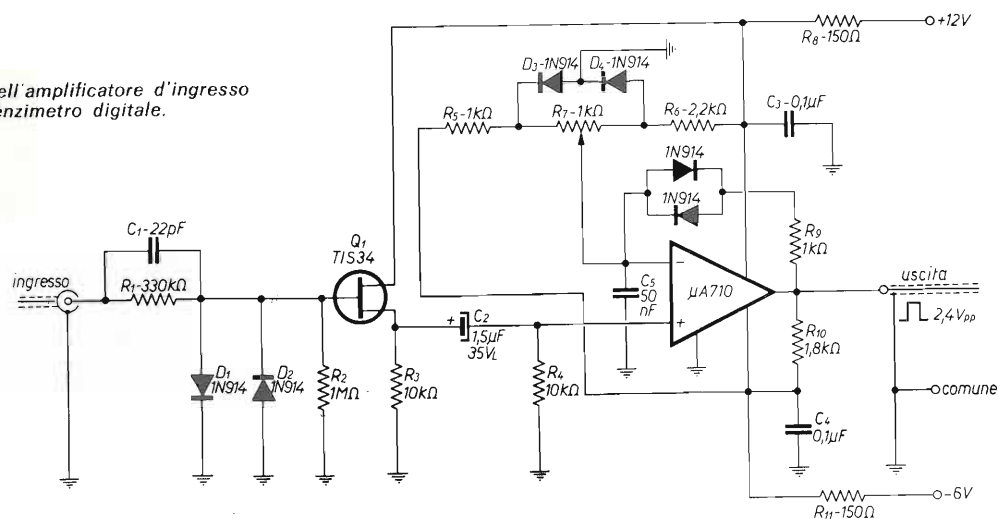 ell'amplificatore d'ingresso
enzimetro digitale.
R8-150Ω
+12V
D3-1N914
D4-1N914
R5-1kΩ
R7-1kΩ
R6-2,2kΩ
C3-0,1µF
1N914
1N914
C1-22pF
Q1
TIS34
R9
1kΩ
ingresso
R1-330kΩ
C5
50
nF
−
µA710
+
uscita
2,4Vpp
+
C2
1,5µF
35VL
R10
1,8kΩ
D1
1N914
D2
1N914
R2
1MΩ
R3
10kΩ
R4
10kΩ
comune
C4
0,1µF
R11-150Ω
-6V